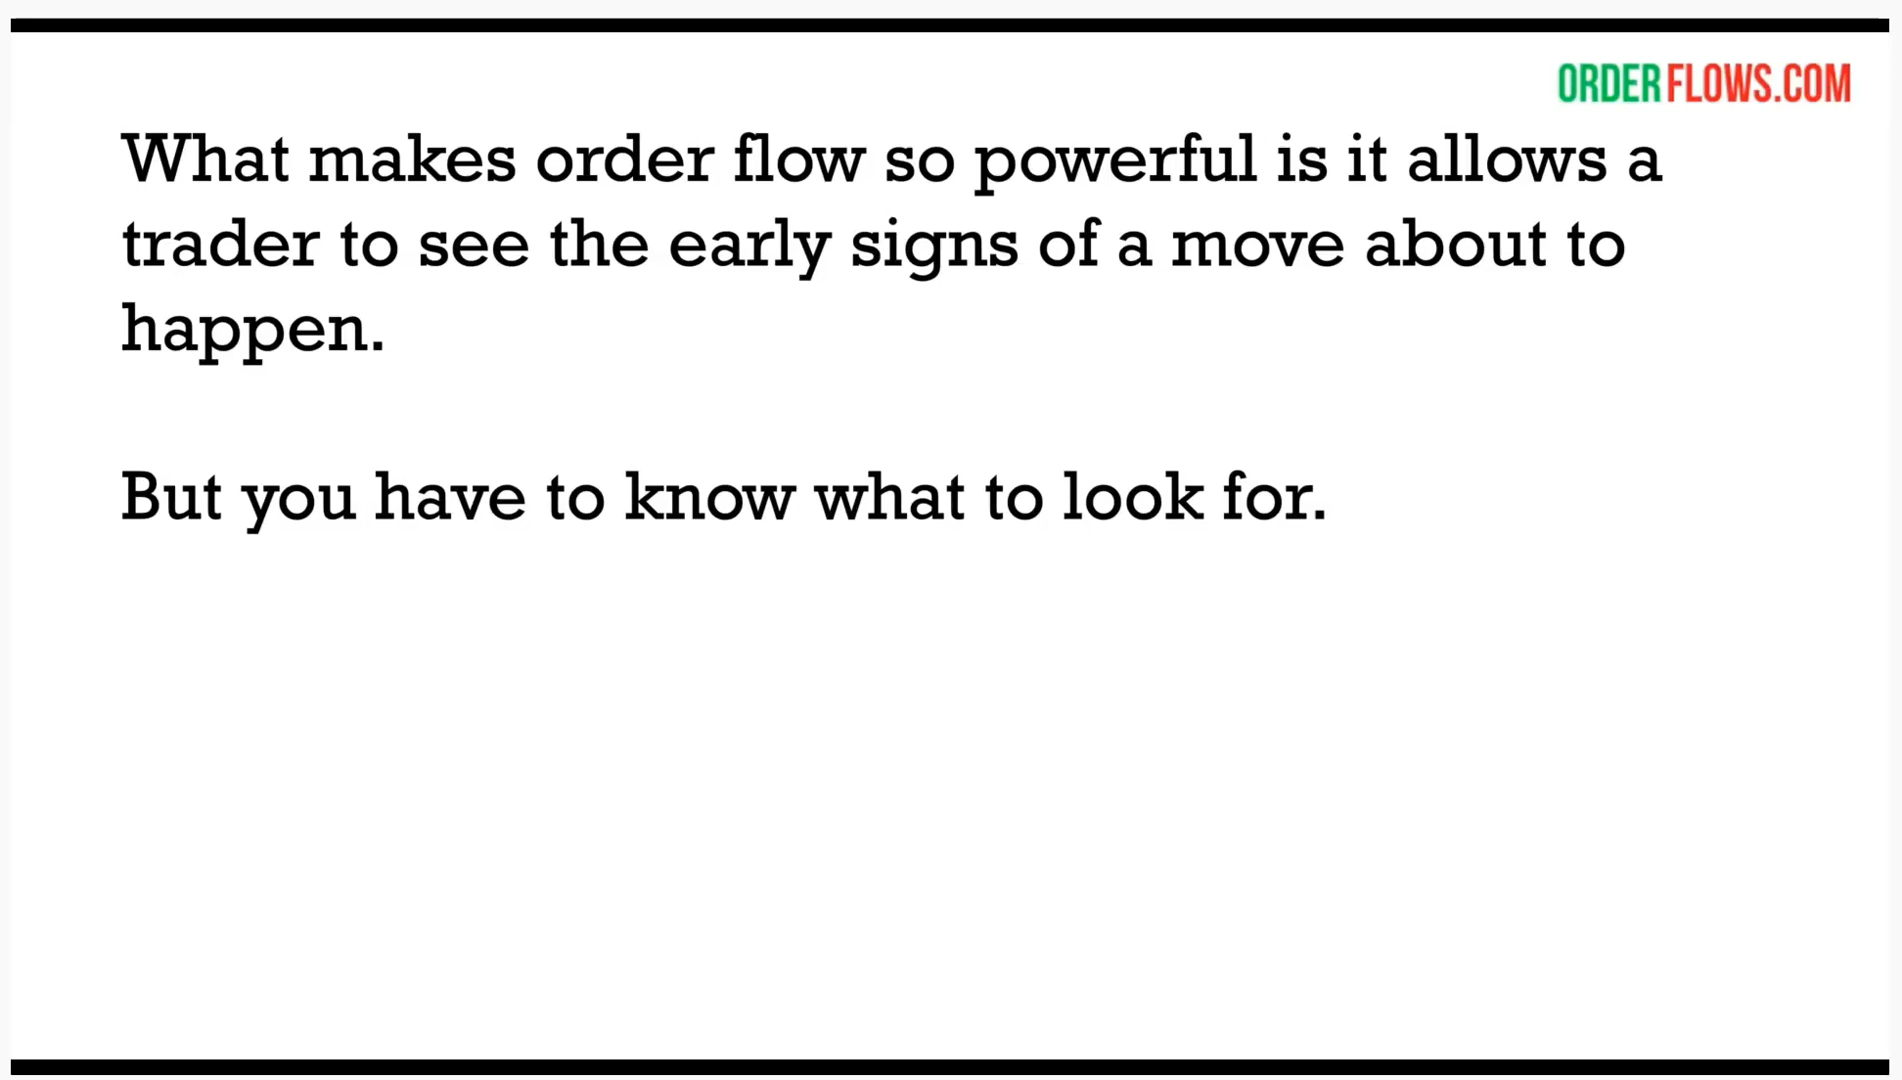 ORDERFLOWS.COM
What makes order flow so powerful is it allows a
trader to see the early signs of a move about to
happen.
But you have to know what to look for.